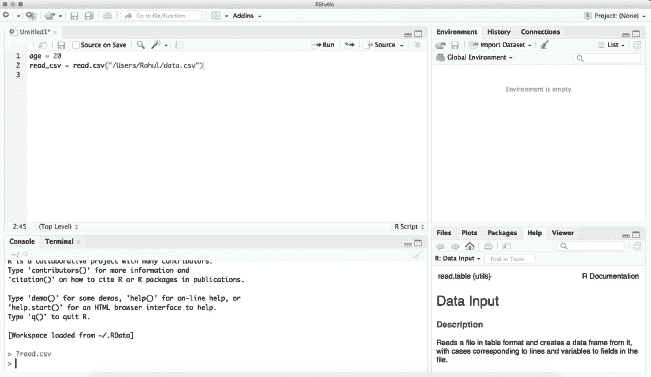 RStudio
Go to file/function
Addins
Project: (None)
Untitled1*
Source on Save
Run
Source
1 age = 20
2 read_csv = read.csv("/Users/Rahul/data.csv")
3
2:45
(Top Level)
R Script
Console Terminal
~/
R is a collaborative project with many contributors.
Type 'contributors()' for more information and
'citation()' on how to cite R or R packages in publications.
Type 'demo()' for some demos, 'help()' for on-line help, or
'help.start()' for an HTML browser interface to help.
Type 'q()' to quit R.
[Workspace loaded from ~/.RData]
> ?read.csv
>
Environment History Connections
Import Dataset
List
Global Environment
Environment is empty
Files Plots Packages Help Viewer
R: Data Input
Find in Topic
read.table {utils}
R Documentation
Data Input
Description
Reads a file in table format and creates a data frame from it,
with cases corresponding to lines and variables to fields in the
file.